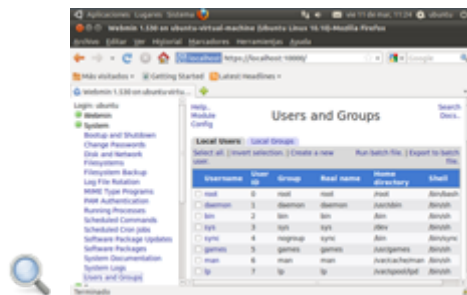 Aplicaciones Lugares Sistema
vie 11 de mar, 11:24 ubuntu
Webmin 1.530 on ubuntu-virtual-machine (Ubuntu Linux 10.10)-Mozilla Firefox
Archivo Editar Ver Historial Marcadores Herramientas Ayuda
localhost https://localhost:10000/ Google
Más visitados Getting Started Latest Headlines
Webmin 1.530 on ubuntu-virtu...
Login: ubuntu
Webmin
System
Bootup and Shutdown
Change Passwords
Disk and Network
Filesystems
Filesystem Backup
Log File Rotation
MIME Type Programs
PAM Authentication
Running Processes
Scheduled Commands
Scheduled Cron Jobs
Software Package Updates
Software Packages
System Documentation
System Logs
Users and Groups
Help..
Module
Config
Users and Groups
Search
Docs..
Local Users Local Groups
Select all. | Invert selection. | Create a new user. Run batch file. | Export to batch file.
Username User ID Group Real name Home directory Shell
root 0 root root /root /bin/bash
daemon 1 daemon daemon /usr/sbin /bin/sh
bin 2 bin bin /bin /bin/sh
sys 3 sys sys /dev /bin/sh
sync 4 nogroup sync /bin /bin/sync
games 5 games games /usr/games /bin/sh
man 6 man man /var/cache/man /bin/sh
lp 7 lp lp /var/spool/lpd /bin/sh
Terminado